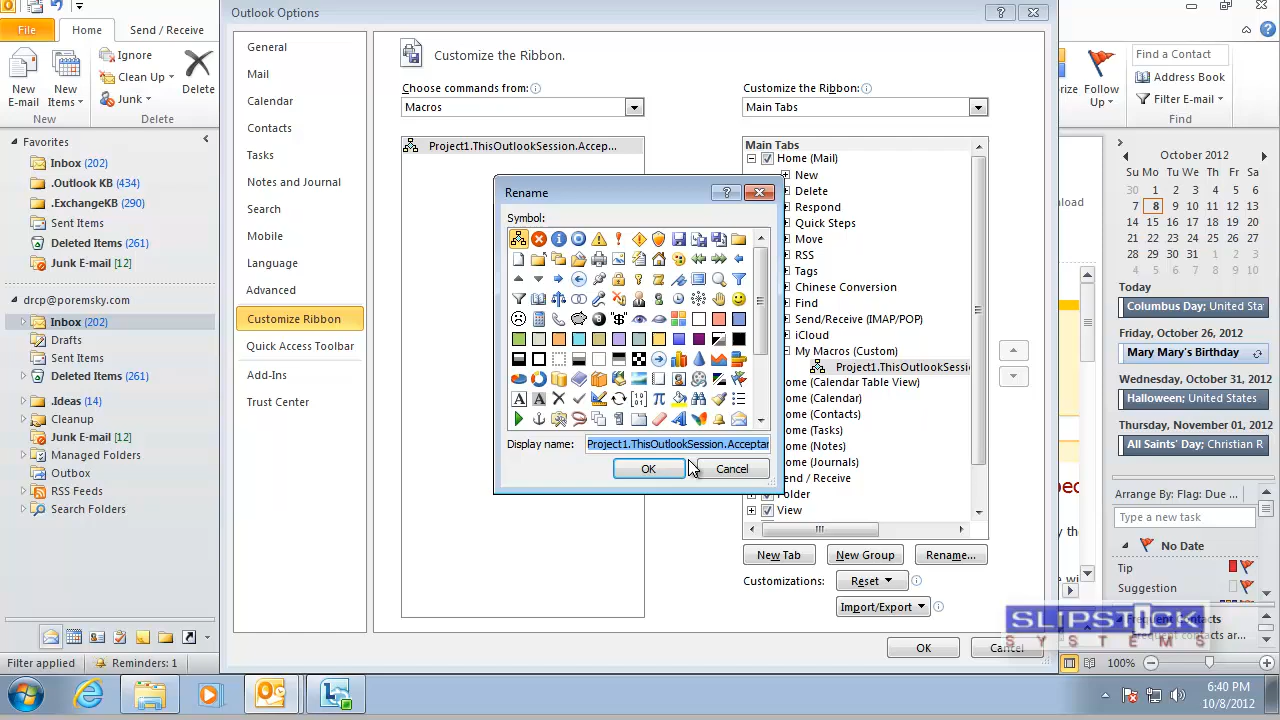 Outlook Options
File
Home
Send / Receive
New E-mail
New Items
Ignore
Clean Up
Junk
Delete
New
Delete
Favorites
Inbox (202)
.Outlook KB (434)
.ExchangeKB (290)
Sent Items
Deleted Items (261)
Junk E-mail [12]
drcp@poremsky.com
Inbox (202)
Drafts
Sent Items
Deleted Items (261)
.Ideas (14)
Cleanup
Junk E-mail [12]
Managed Folders
Outbox
RSS Feeds
Search Folders
General
Mail
Calendar
Contacts
Tasks
Notes and Journal
Search
Mobile
Language
Advanced
Customize Ribbon
Quick Access Toolbar
Add-Ins
Trust Center
Customize the Ribbon.
Choose commands from:
Macros
Project1.ThisOutlookSession.Accep...
Customize the Ribbon:
Main Tabs
Main Tabs
Home (Mail)
New
Delete
Respond
Quick Steps
Move
RSS
Tags
Chinese Conversion
Find
Send/Receive (IMAP/POP)
iCloud
My Macros (Custom)
Project1.ThisOutlookSessi
ome (Calendar Table View)
ome (Calendar)
ome (Contacts)
ome (Tasks)
ome (Notes)
ome (Journals)
end / Receive
Folder
View
New Tab
New Group
Rename...
Customizations:
Reset
Import/Export
OK
Cancel
Rename
Symbol:
Display name:
Project1.ThisOutlookSession.Acceptar
OK
Cancel
rize
Follow Up
Find a Contact
Address Book
Filter E-mail
Find
nload
October 2012
Su Mo Tu We Th Fr Sa
30 1 2 3 4 5 6
7 8 9 10 11 12 13
14 15 16 17 18 19 20
21 22 23 24 25 26 27
28 29 30 31 1 2 3
4 5 6 7 8 9 10
Today
Columbus Day; United State
Friday, October 26, 2012
Mary Mary's Birthday
Wednesday, October 31, 2012
Halloween; United States
Thursday, November 01, 2012
All Saints' Day; Christian R
Arrange By: Flag: Due ...
Type a new task
No Date
Tip
Suggestion
Frequent Contacts
frequent contacts ar...
SLIPSTICK
SYSTEMS
Filter applied
Reminders: 1
100%
6:40 PM
10/8/2012